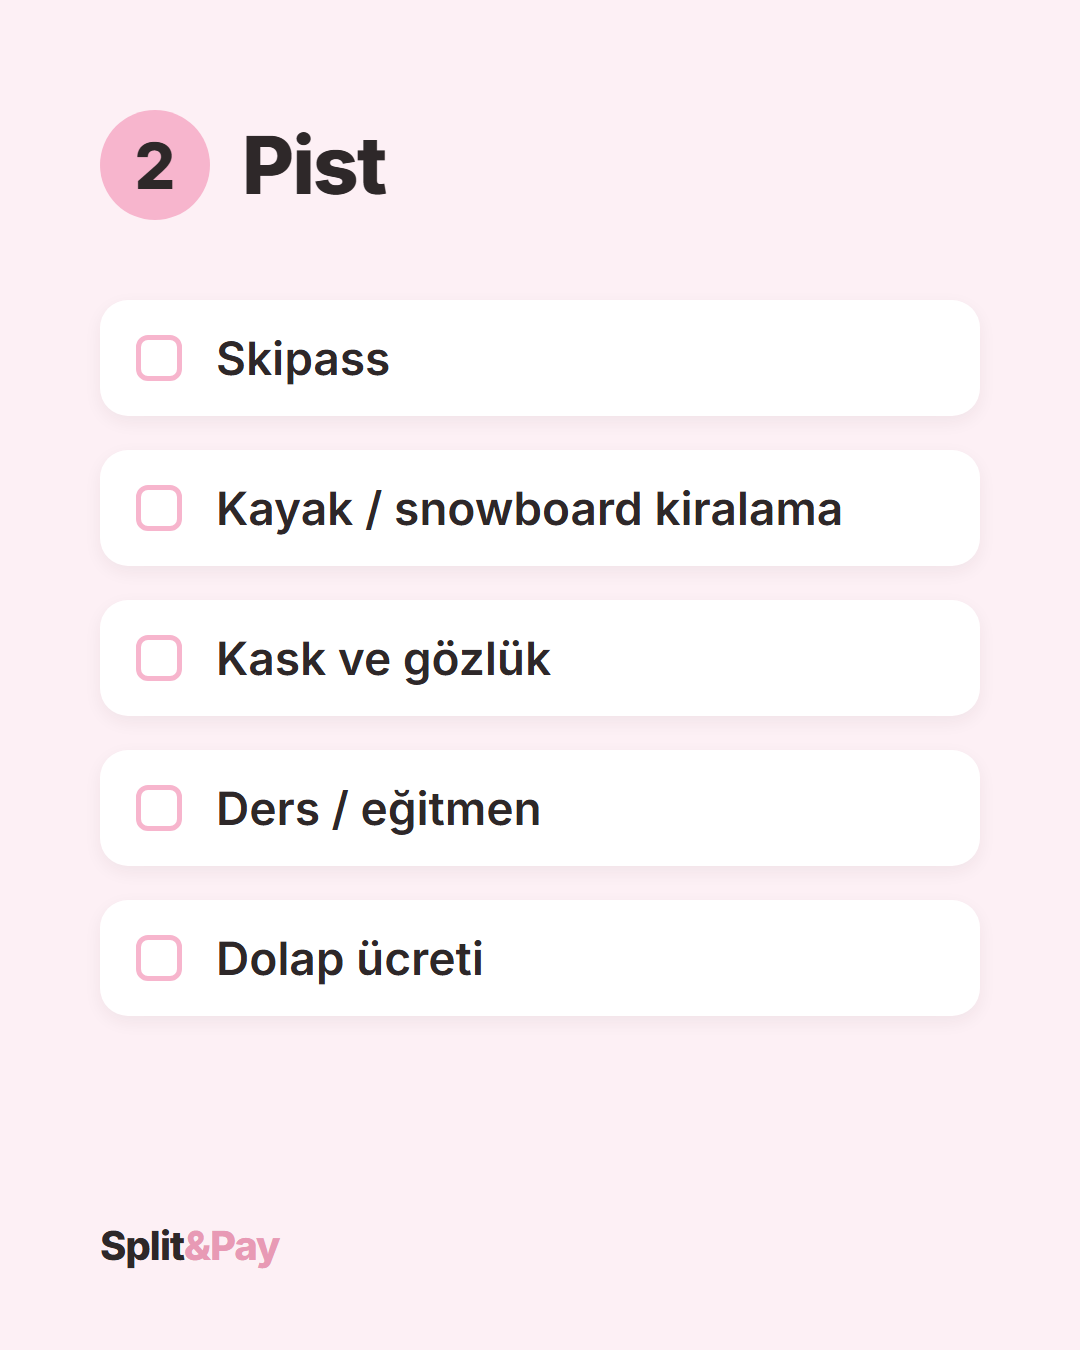 2 Pist
Skipass
Kayak / snowboard kiralama
Kask ve gözlük
Ders / eğitmen
Dolap ücreti
Split&Pay